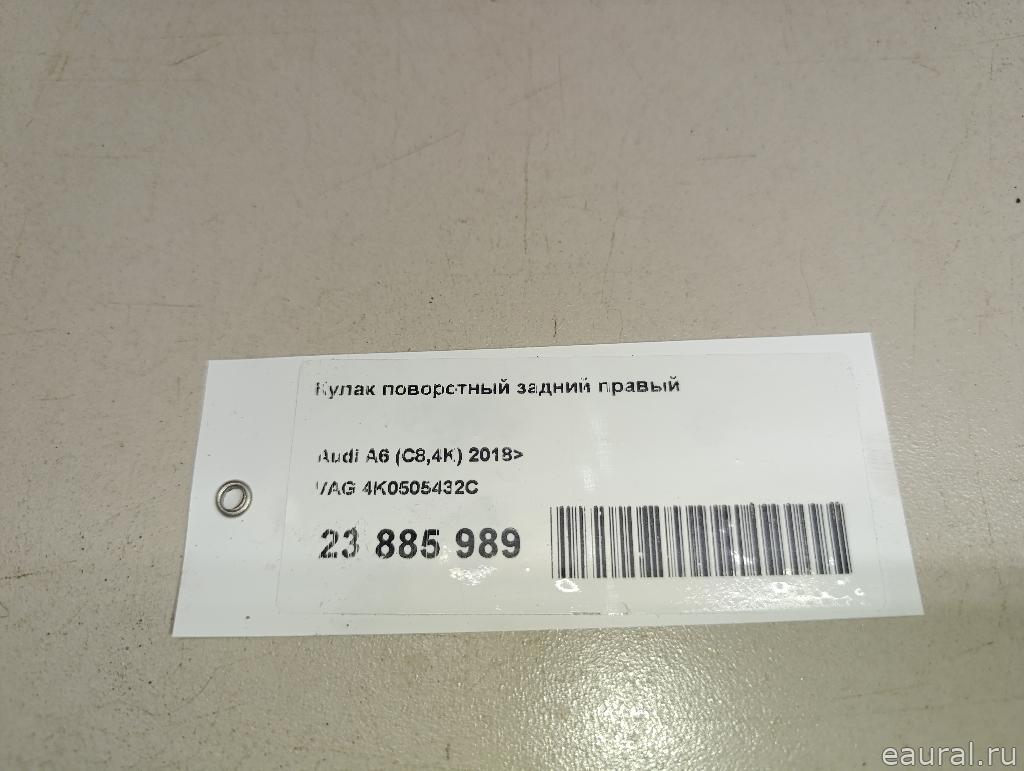 Кулак поворотный задний правый
Audi A6 (C8,4K) 2018>
VAG 4K0505432C
23 885 989
eaural.ru